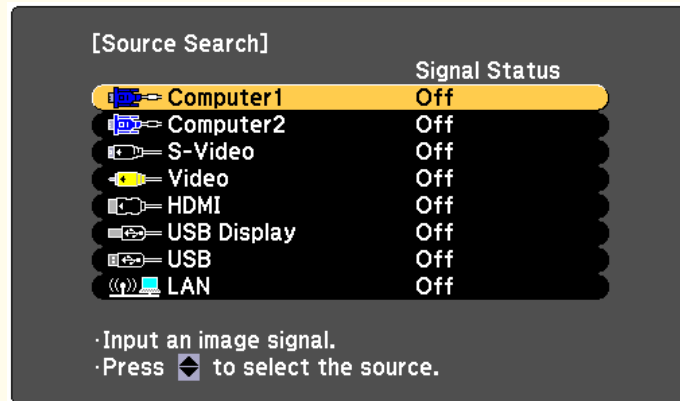 [Source Search]
Signal Status
Computer1 Off
Computer2 Off
S-Video Off
Video Off
HDMI Off
USB Display Off
USB Off
LAN Off
·Input an image signal.
·Press to select the source.